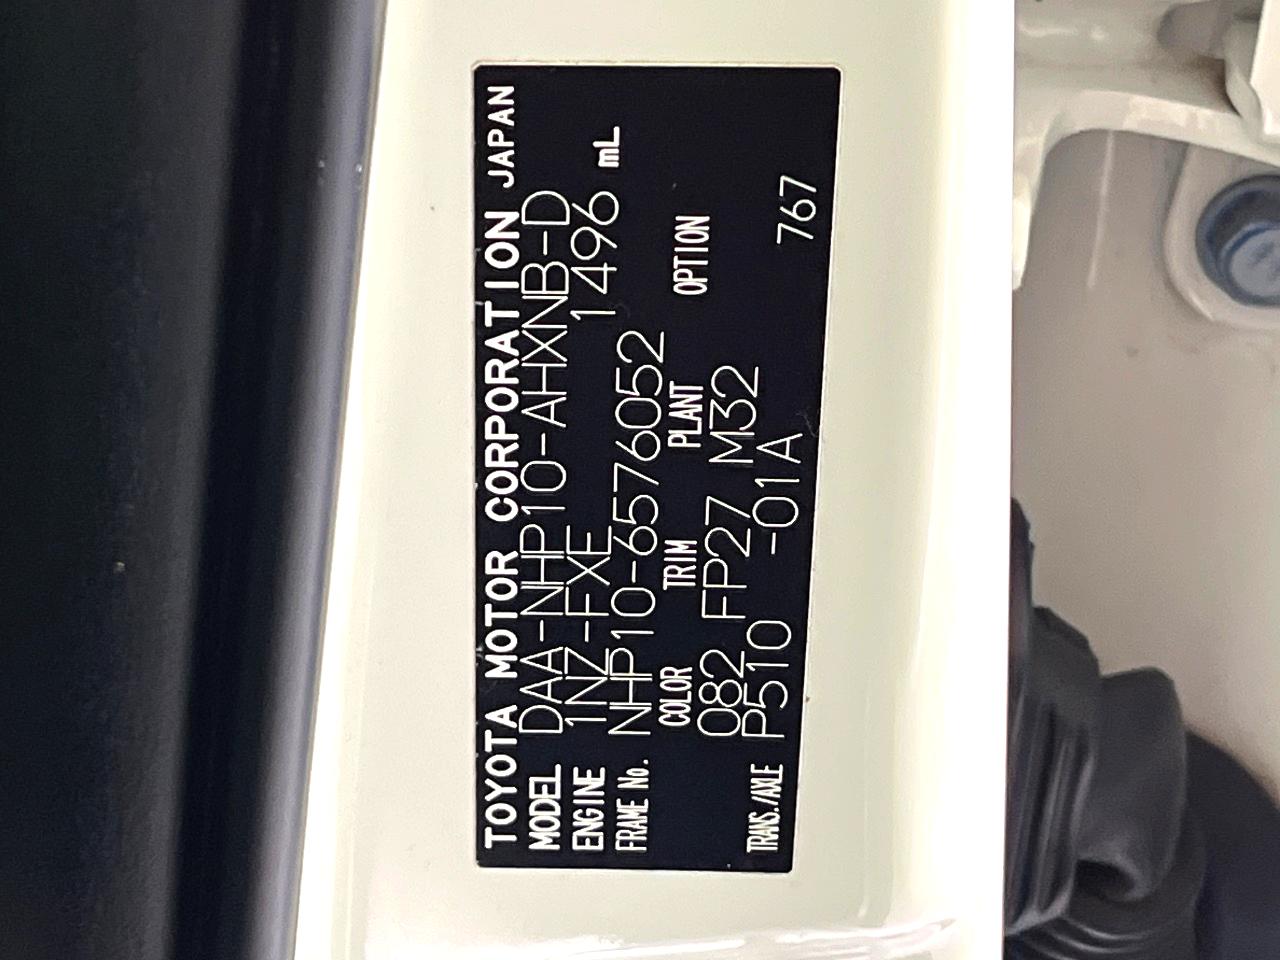 TOYOTA MOTOR CORPORATION JAPAN
MODEL DAA-NHP10-AHXNB-D
ENGINE 1NZ-FXE 1496 mL
FRAME No. NHP10-6576052
COLOR TRIM PLANT OPTION
082 FP27 M32
TRANS./AXLE P510 -01A 767